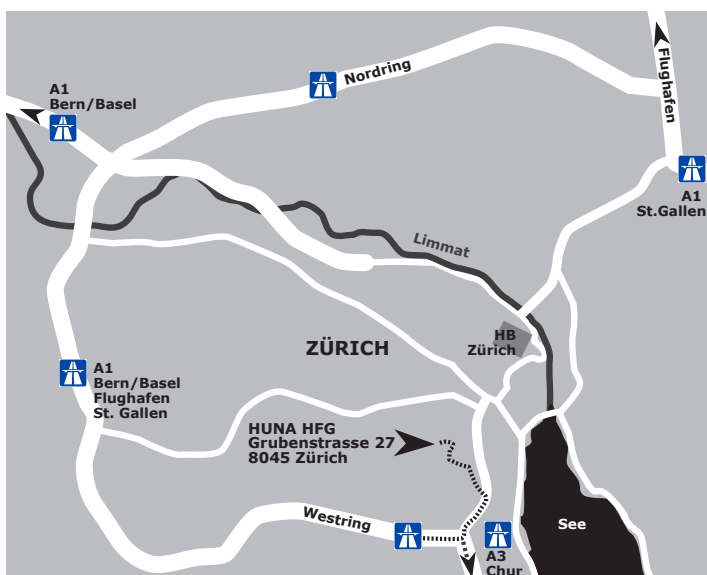 A1
Bern/Basel
Nordring
Flughafen
A1
St.Gallen
Limmat
HB
Zürich
ZÜRICH
A1
Bern/Basel
Flughafen
St. Gallen
HUNA HFG
Grubenstrasse 27
8045 Zürich
Westring
See
A3
Chur